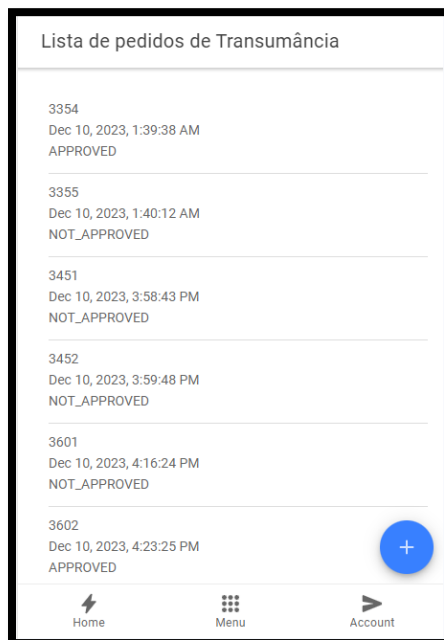 Lista de pedidos de Transumância
3354
Dec 10, 2023, 1:39:38 AM
APPROVED
3355
Dec 10, 2023, 1:40:12 AM
NOT_APPROVED
3451
Dec 10, 2023, 3:58:43 PM
NOT_APPROVED
3452
Dec 10, 2023, 3:59:48 PM
NOT_APPROVED
3601
Dec 10, 2023, 4:16:24 PM
NOT_APPROVED
3602
Dec 10, 2023, 4:23:25 PM
APPROVED
+
Home Menu Account